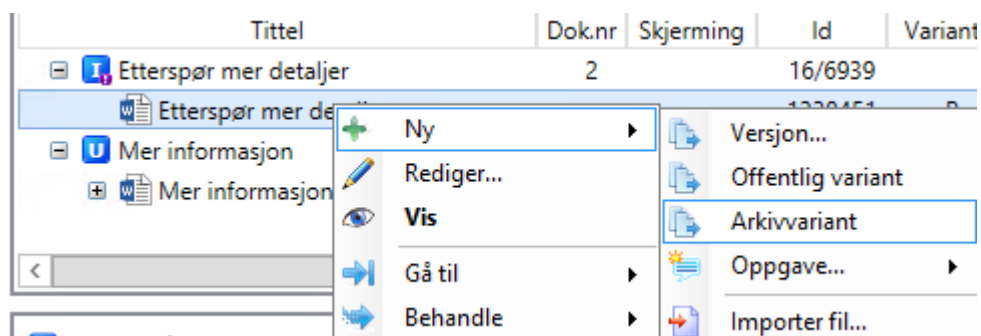 Tittel Dok.nr Skjerming Id Variant
I Etterspør mer detaljer 2 16/6939
Etterspør mer de
U Mer informasjon
Mer informasjon
Ny
Rediger...
Vis
Gå til
Behandle
Versjon...
Offentlig variant
Arkivvariant
Oppgave...
Importer fil...